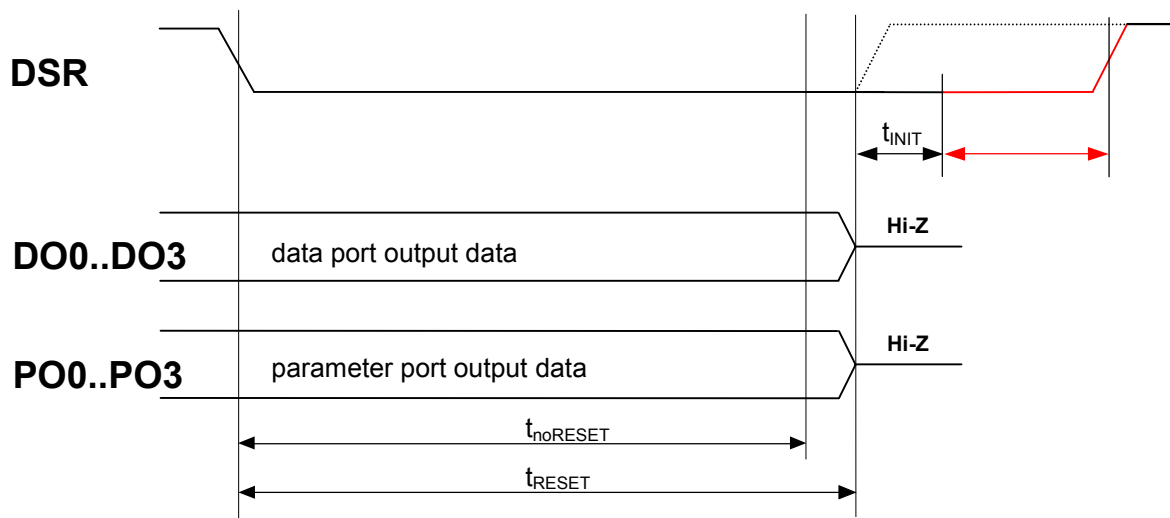 DSR
tINIT
Hi-Z
DO0..DO3
data port output data
Hi-Z
PO0..PO3
parameter port output data
tnoRESET
tRESET